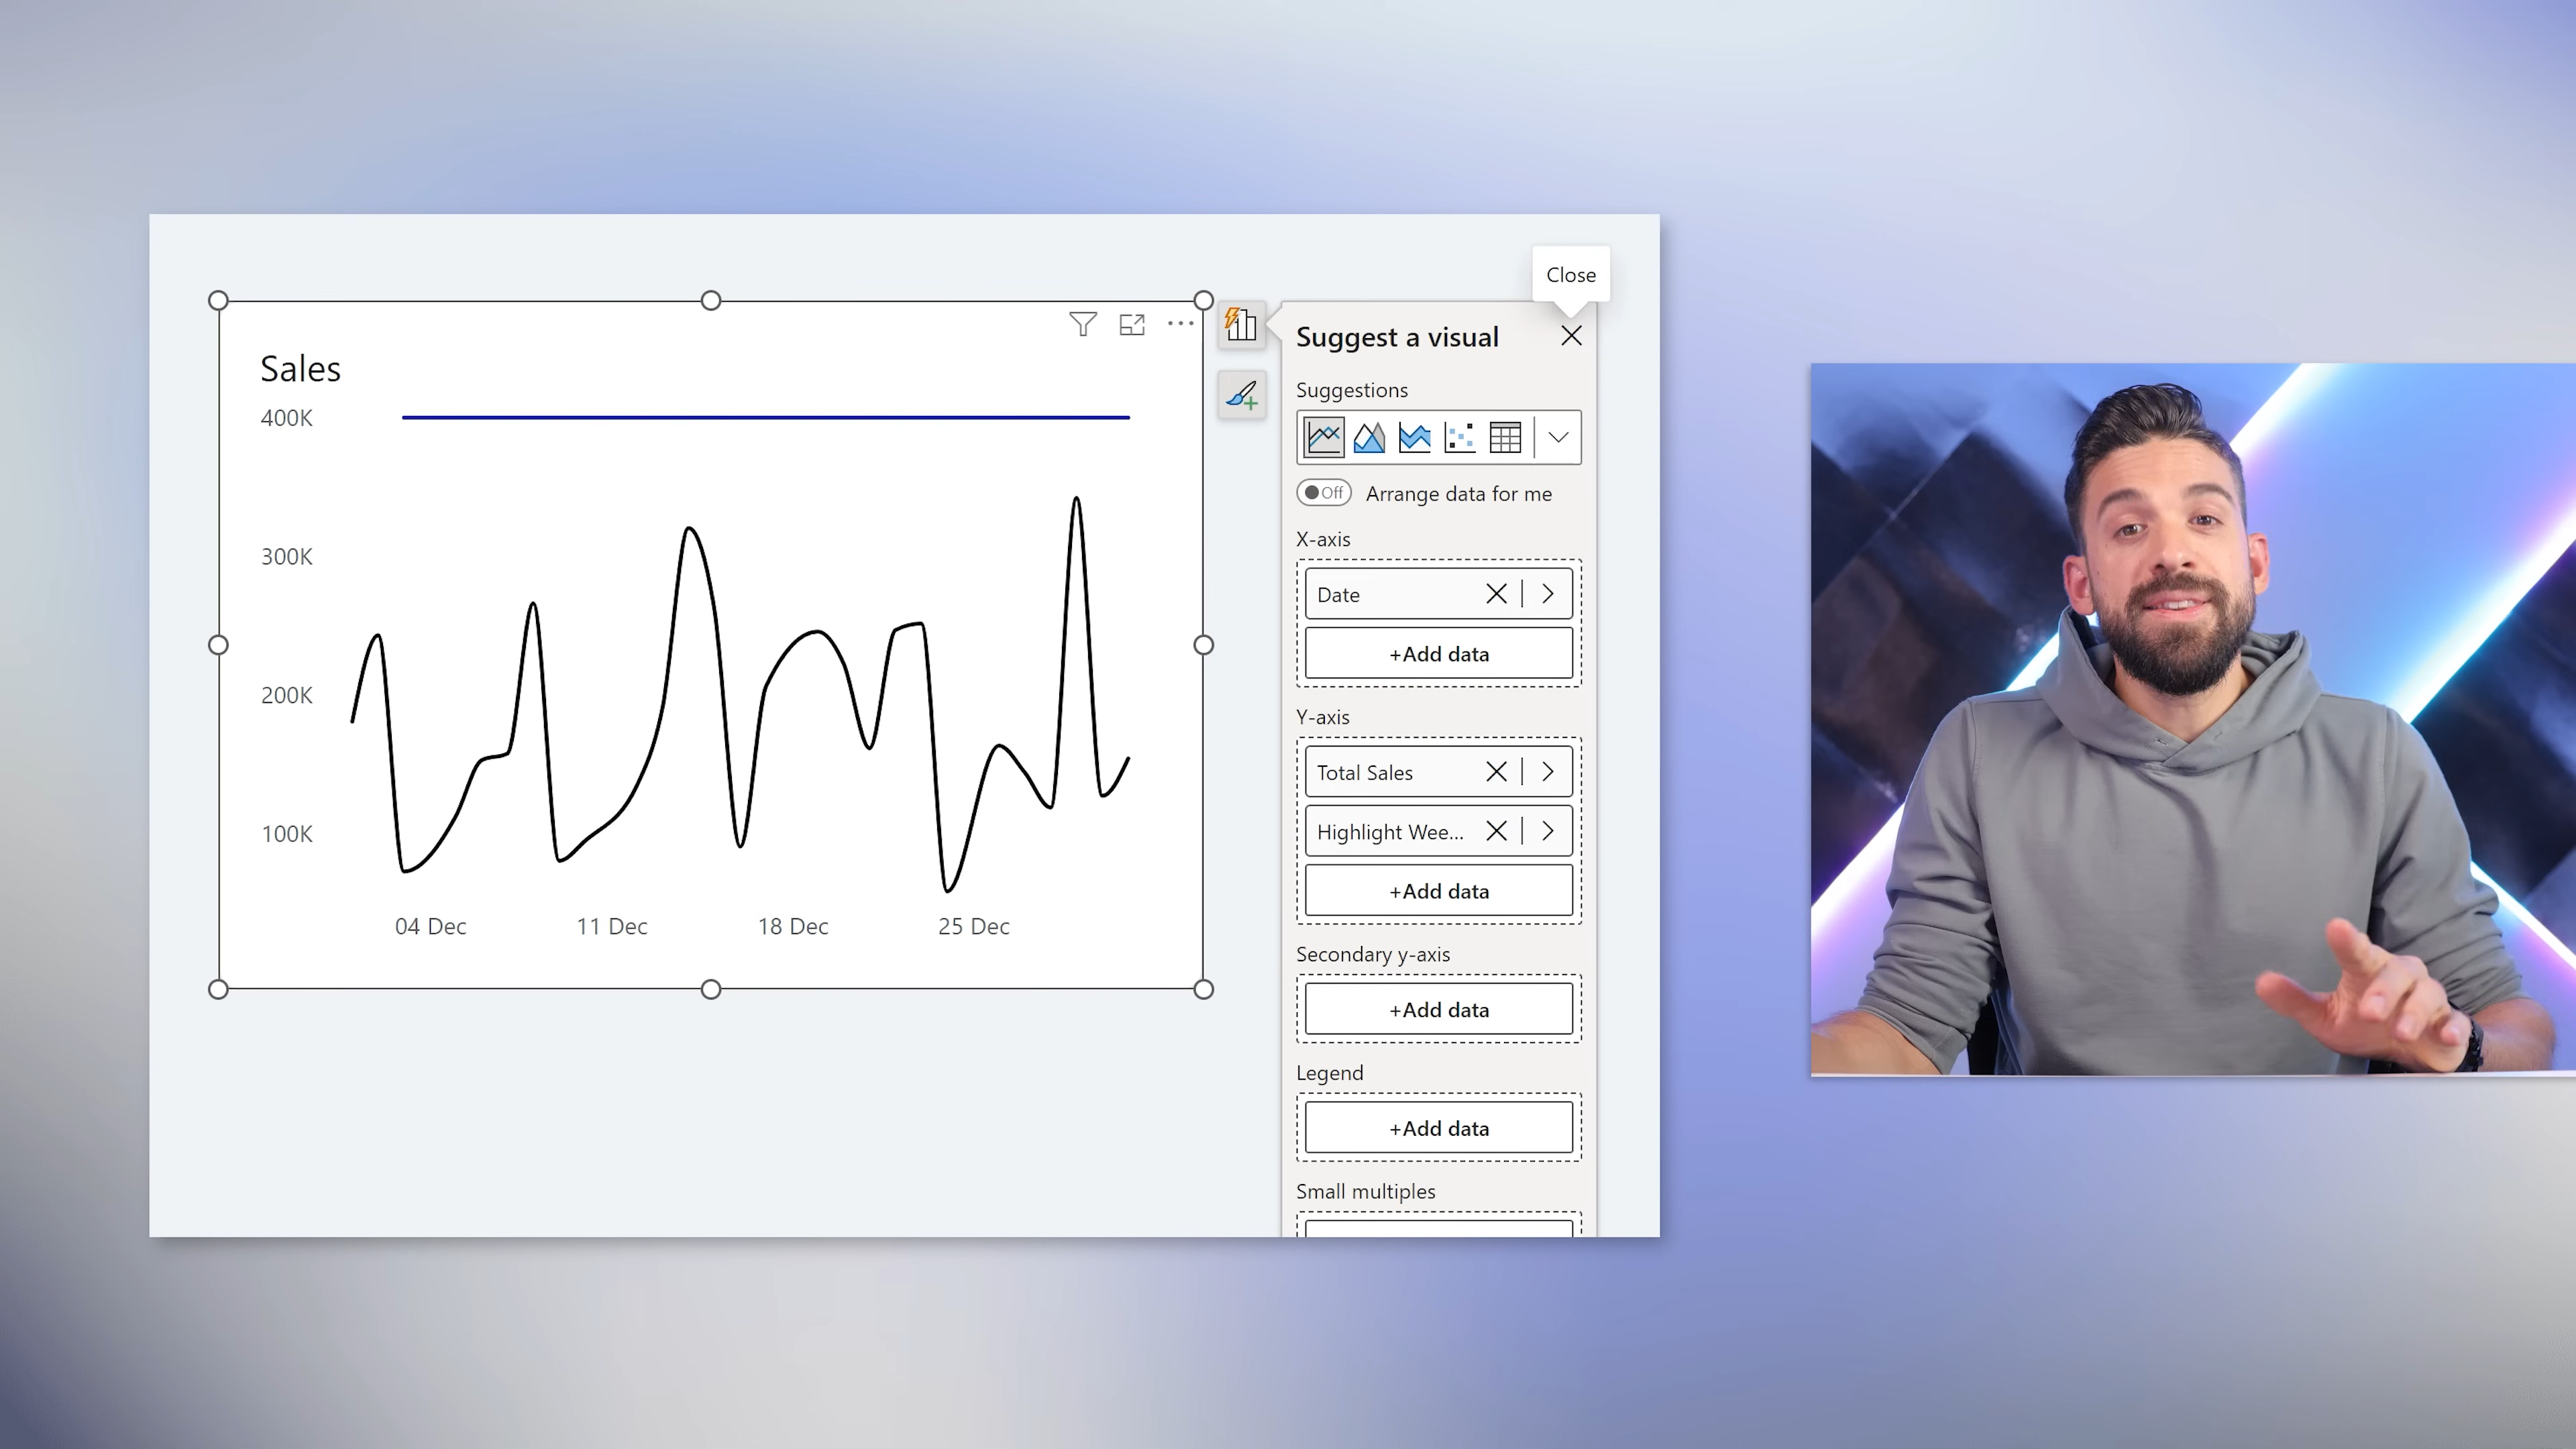 Close
Suggest a visual
Sales
400K
300K
200K
100K
04 Dec
11 Dec
18 Dec
25 Dec
Suggestions
Off
Arrange data for me
X-axis
Date
+Add data
Y-axis
Total Sales
Highlight Wee...
+Add data
Secondary y-axis
+Add data
Legend
+Add data
Small multiples